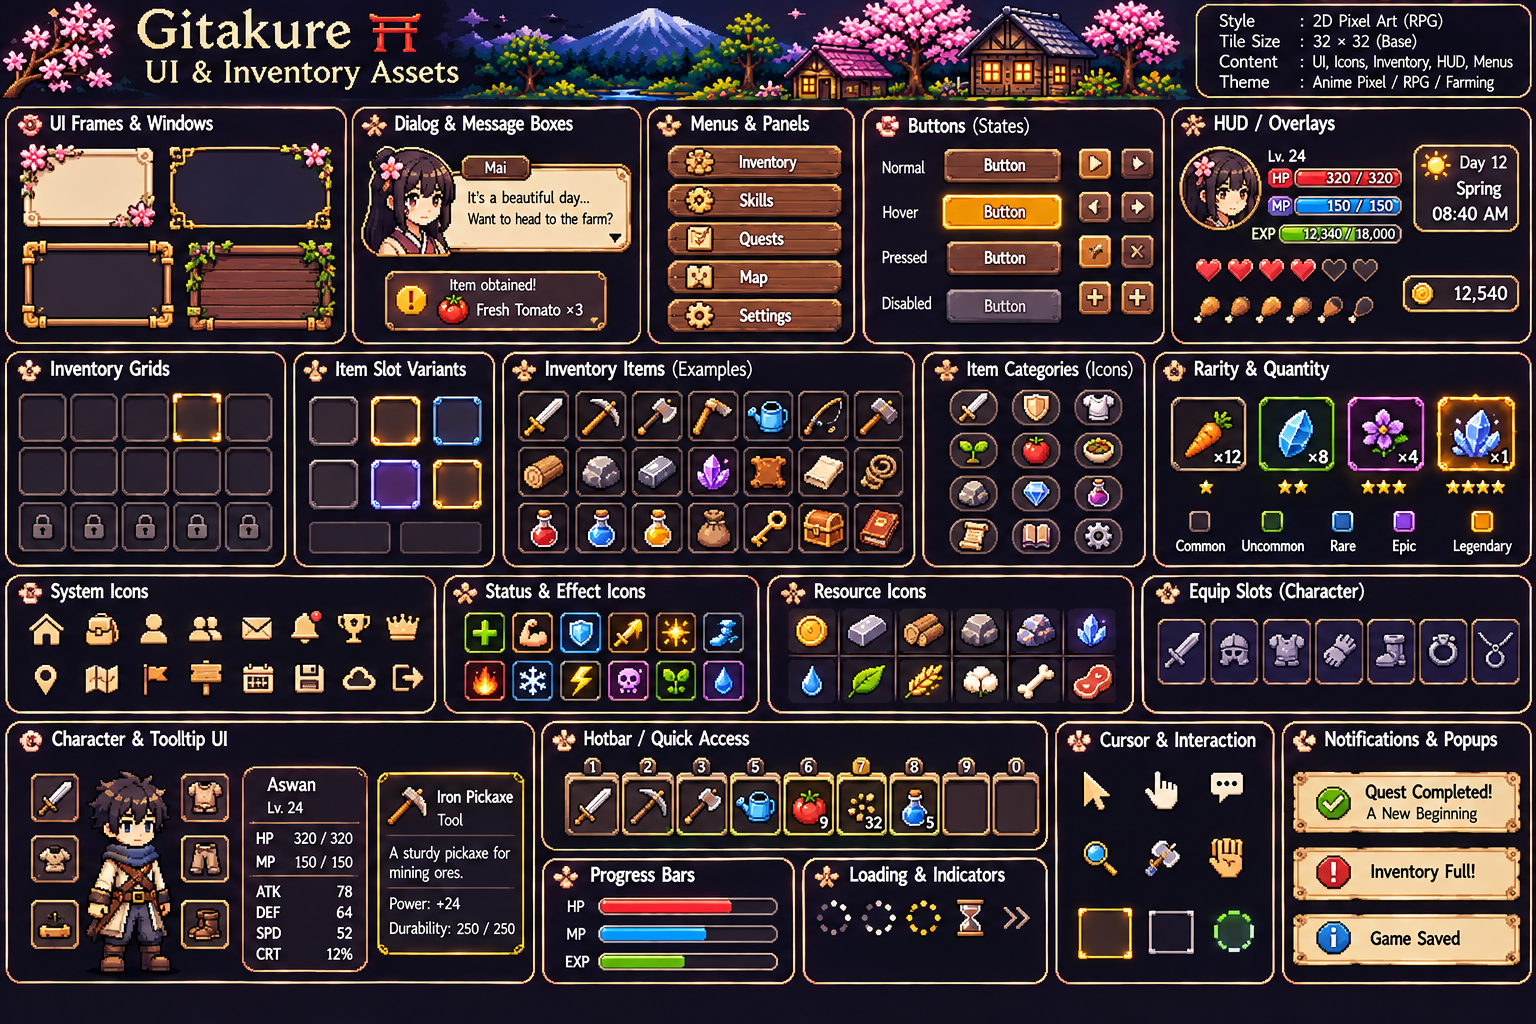 Gitakure
UI & Inventory Assets
Style : 2D Pixel Art (RPG)
Tile Size : 32 × 32 (Base)
Content : UI, Icons, Inventory, HUD, Menus
Theme : Anime Pixel / RPG / Farming
UI Frames & Windows
Dialog & Message Boxes
Mai
It's a beautiful day...
Want to head to the farm?
Item obtained!
Fresh Tomato ×3
Menus & Panels
Inventory
Skills
Quests
Map
Settings
Buttons (States)
Normal
Button
Hover
Button
Pressed
Button
Disabled
Button
HUD / Overlays
Lv. 24
HP 320 / 320
MP 150 / 150
EXP 12,340 / 18,000
Day 12
Spring
08:40 AM
12,540
Inventory Grids
Item Slot Variants
Inventory Items (Examples)
Item Categories (Icons)
Rarity & Quantity
×12 ×8 ×4 ×1
Common Uncommon Rare Epic Legendary
System Icons
Status & Effect Icons
Resource Icons
Equip Slots (Character)
Character & Tooltip UI
Aswan
Lv. 24
HP 320 / 320
MP 150 / 150
ATK 78
DEF 64
SPD 52
CRT 12%
Iron Pickaxe
Tool
A sturdy pickaxe for
mining ores.
Power: +24
Durability: 250 / 250
Hotbar / Quick Access
1 2 3 5 6 7 8 9 0
9 32 5
Progress Bars
HP
MP
EXP
Loading & Indicators
Cursor & Interaction
Notifications & Popups
Quest Completed!
A New Beginning
Inventory Full!
Game Saved